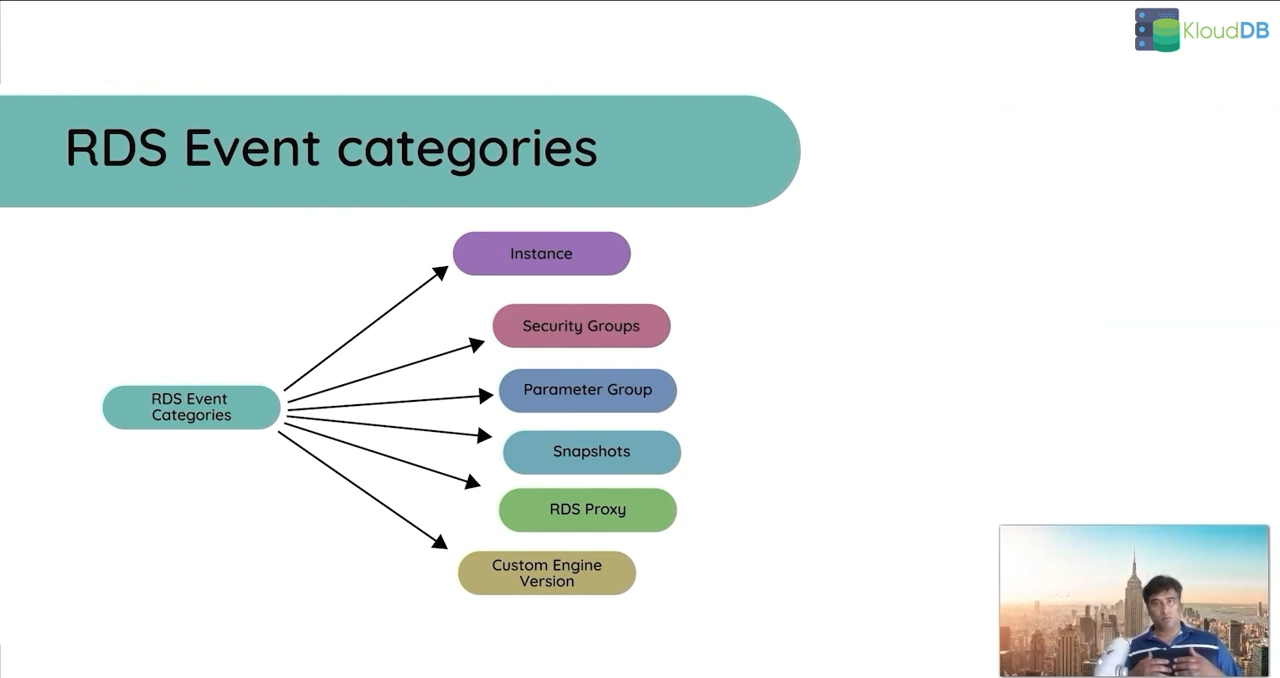 KloudDB
RDS Event categories
Instance
Security Groups
RDS Event
Categories
Parameter Group
Snapshots
RDS Proxy
Custom Engine
Version